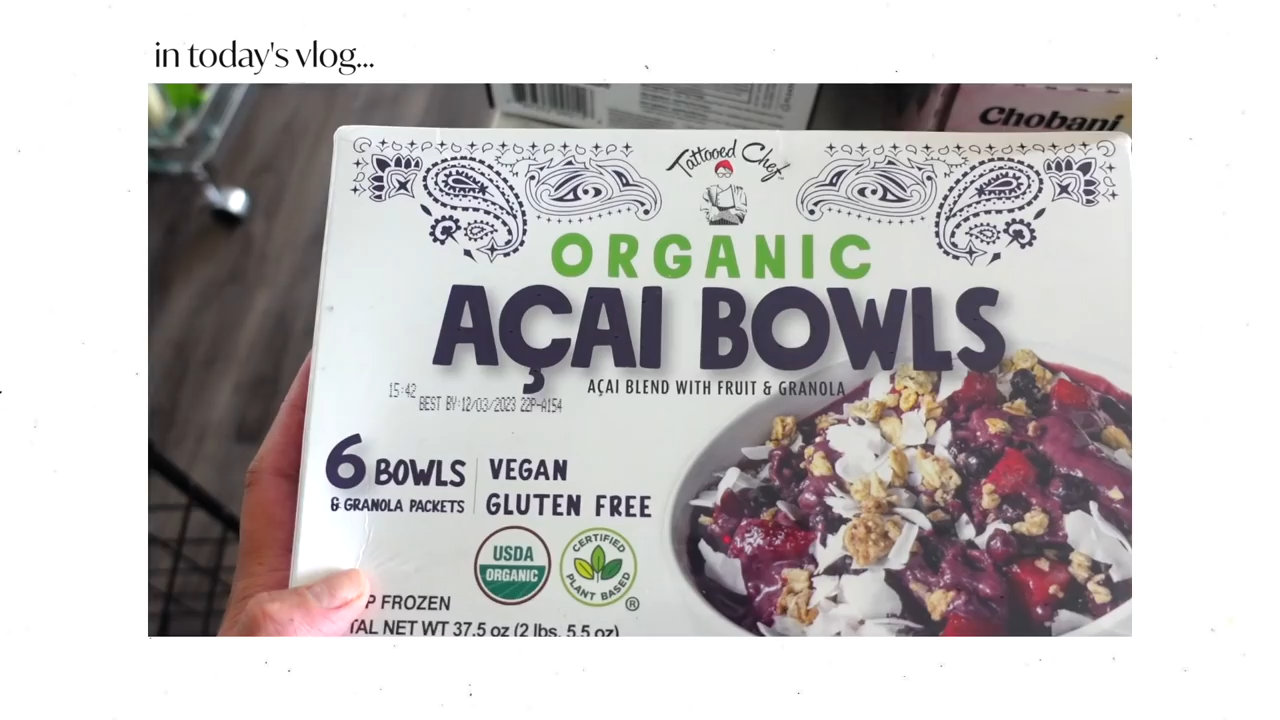 in today's vlog...
Chobani
Tattooed Chef
ORGANIC
AÇAI BOWLS
AÇAI BLEND WITH FRUIT & GRANOLA
15:42
BEST BY:12/03/2023 22P-A154
6 BOWLS
& GRANOLA PACKETS
VEGAN
GLUTEN FREE
USDA
ORGANIC
CERTIFIED
PLANT BASED
®
P FROZEN
TAL NET WT 37.5 oz (2 lbs. 5.5 oz)